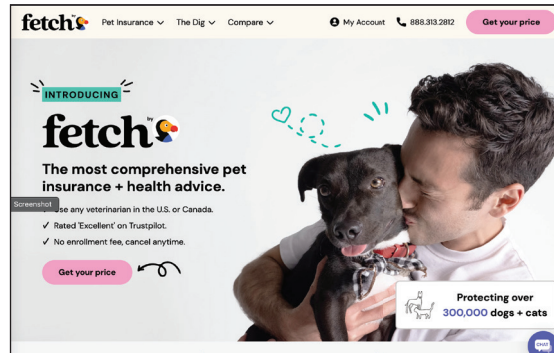 fetch by
Pet Insurance
The Dig
Compare
My Account
888.313.2812
Get your price
INTRODUCING
fetch by
The most comprehensive pet
insurance + health advice.
Screenshot
use any veterinarian in the U.S. or Canada.
Rated 'Excellent' on Trustpilot.
No enrollment fee, cancel anytime.
Get your price
Protecting over
300,000 dogs + cats
CHAT